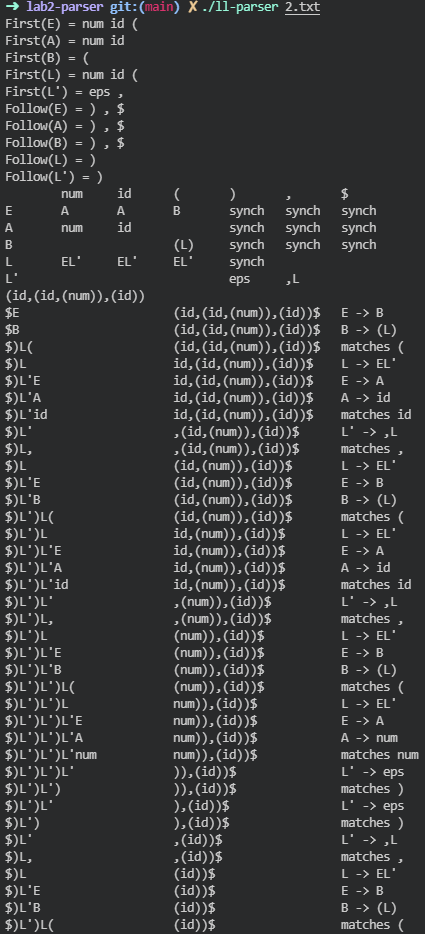 ➜ lab2-parser git:(main) ✗ ./ll-parser 2.txt
First(E) = num id (
First(A) = num id
First(B) = (
First(L) = num id (
First(L') = eps ,
Follow(E) = ) , $
Follow(A) = ) , $
Follow(B) = ) , $
Follow(L) = )
Follow(L') = )
       num    id     (      )      ,      $
E      A      A      B      synch  synch  synch
A      num    id            synch  synch  synch
B                    (L)    synch  synch  synch
L      EL'    EL'    EL'    synch
L'                          eps    ,L
(id,(id,(num)),(id))
$E                   (id,(id,(num)),(id))$   E -> B
$B                   (id,(id,(num)),(id))$   B -> (L)
$)L(                 (id,(id,(num)),(id))$   matches (
$)L                  id,(id,(num)),(id))$    L -> EL'
$)L'E                id,(id,(num)),(id))$    E -> A
$)L'A                id,(id,(num)),(id))$    A -> id
$)L'id               id,(id,(num)),(id))$    matches id
$)L'                 ,(id,(num)),(id))$      L' -> ,L
$)L,                 ,(id,(num)),(id))$      matches ,
$)L                  (id,(num)),(id))$       L -> EL'
$)L'E                (id,(num)),(id))$       E -> B
$)L'B                (id,(num)),(id))$       B -> (L)
$)L')L(              (id,(num)),(id))$       matches (
$)L')L               id,(num)),(id))$        L -> EL'
$)L')L'E             id,(num)),(id))$        E -> A
$)L')L'A             id,(num)),(id))$        A -> id
$)L')L'id            id,(num)),(id))$        matches id
$)L')L'              ,(num)),(id))$          L' -> ,L
$)L')L,              ,(num)),(id))$          matches ,
$)L')L               (num)),(id))$           L -> EL'
$)L')L'E             (num)),(id))$           E -> B
$)L')L'B             (num)),(id))$           B -> (L)
$)L')L')L(           (num)),(id))$           matches (
$)L')L')L            num)),(id))$            L -> EL'
$)L')L')L'E          num)),(id))$            E -> A
$)L')L')L'A          num)),(id))$            A -> num
$)L')L')L'num        num)),(id))$            matches num
$)L')L')L'           )),(id))$               L' -> eps
$)L')L')             )),(id))$               matches )
$)L')L'              ),(id))$                L' -> eps
$)L')                ),(id))$                matches )
$)L'                 ,(id))$                 L' -> ,L
$)L,                 ,(id))$                 matches ,
$)L                  (id))$                  L -> EL'
$)L'E                (id))$                  E -> B
$)L'B                (id))$                  B -> (L)
$)L')L(              (id))$                  matches (